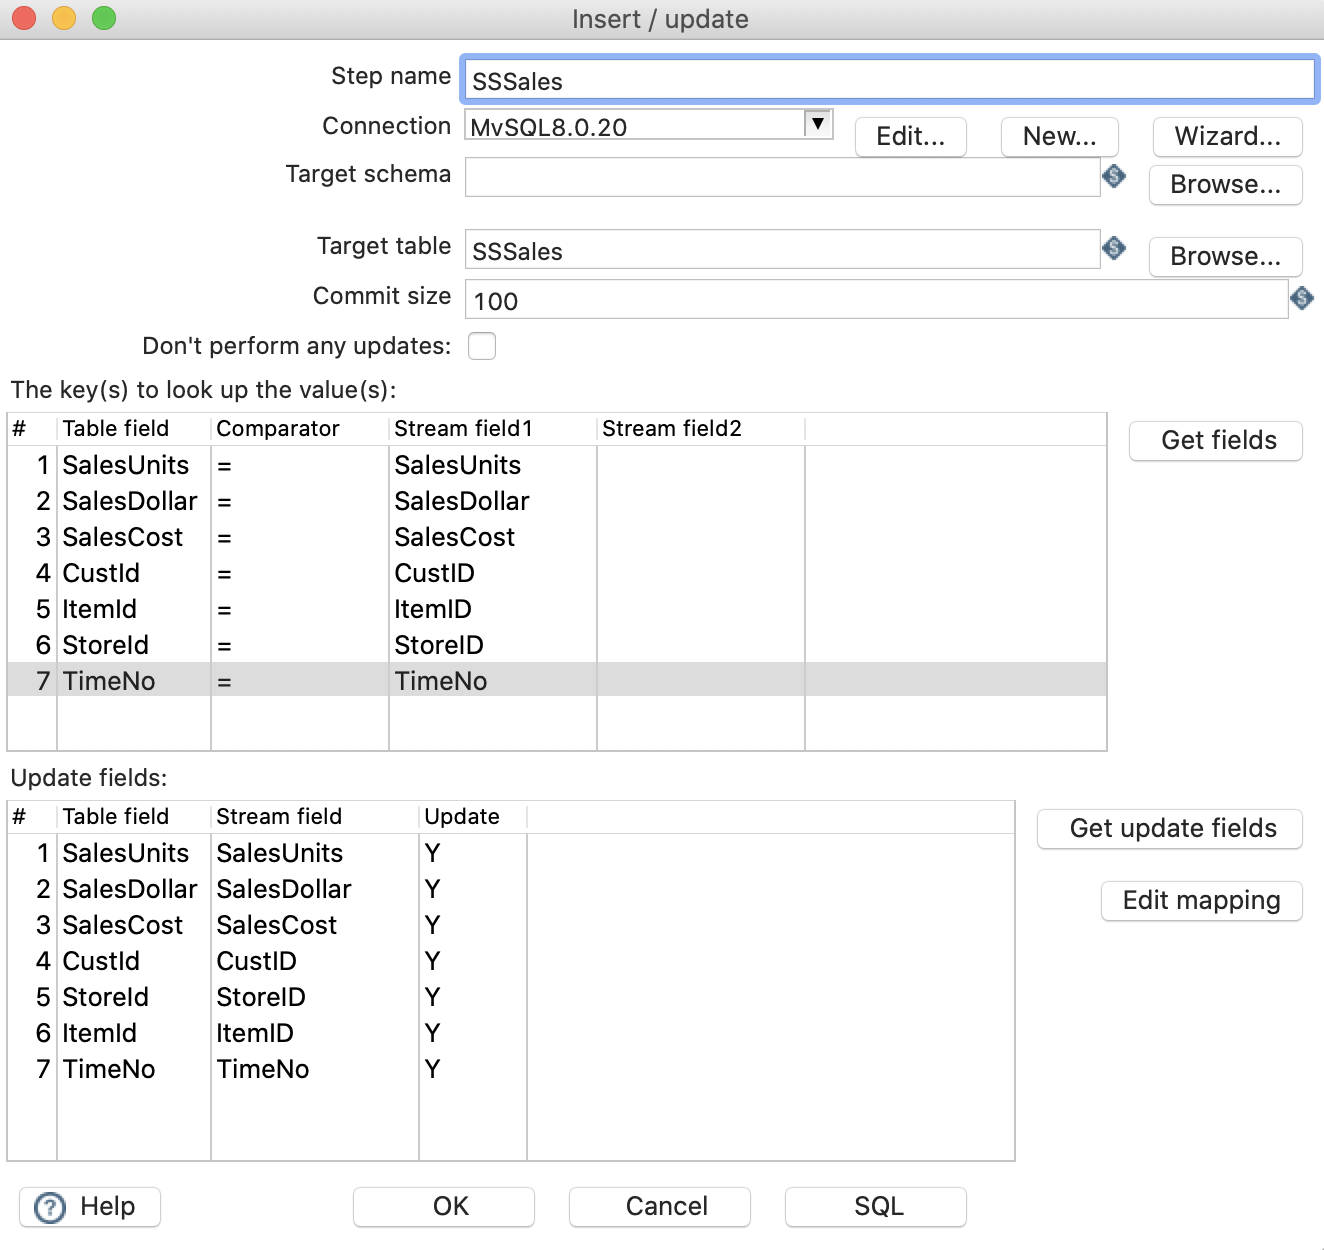 Insert / update
Step name SSSales
Connection MvSQL8.0.20 Edit... New... Wizard...
Target schema Browse...
Target table SSSales Browse...
Commit size 100
Don't perform any updates:
The key(s) to look up the value(s):
# Table field Comparator Stream field1 Stream field2 Get fields
1 SalesUnits = SalesUnits
2 SalesDollar = SalesDollar
3 SalesCost = SalesCost
4 CustId = CustID
5 ItemId = ItemID
6 StoreId = StoreID
7 TimeNo = TimeNo
Update fields:
# Table field Stream field Update Get update fields
1 SalesUnits SalesUnits Y
2 SalesDollar SalesDollar Y Edit mapping
3 SalesCost SalesCost Y
4 CustId CustID Y
5 StoreId StoreID Y
6 ItemId ItemID Y
7 TimeNo TimeNo Y
? Help OK Cancel SQL